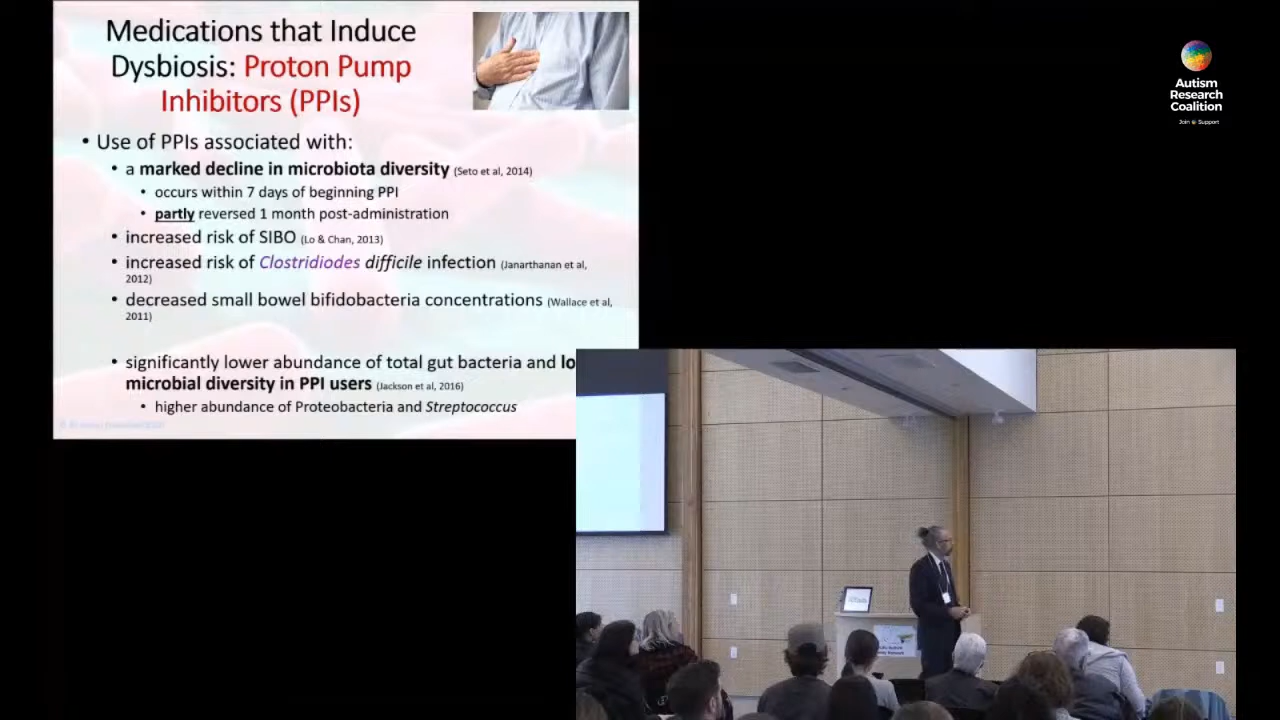 Medications that Induce
Dysbiosis: Proton Pump
Inhibitors (PPIs)
• Use of PPIs associated with:
• a marked decline in microbiota diversity (Seto et al, 2014)
• occurs within 7 days of beginning PPI
• partly reversed 1 month post-administration
• increased risk of SIBO (Lo & Chan, 2013)
• increased risk of Clostridiodes difficile infection (Janarthanan et al,
2012)
• decreased small bowel bifidobacteria concentrations (Wallace et al,
2011)
• significantly lower abundance of total gut bacteria and lo
microbial diversity in PPI users (Jackson et al, 2016)
• higher abundance of Proteobacteria and Streptococcus
Autism
Research
Coalition
Join Support